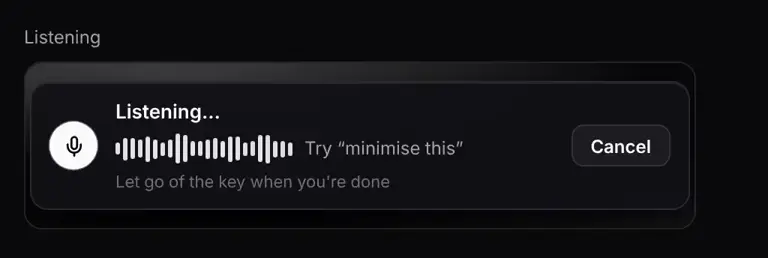 Listening
Listening...
Try “minimise this”
Let go of the key when you're done
Cancel